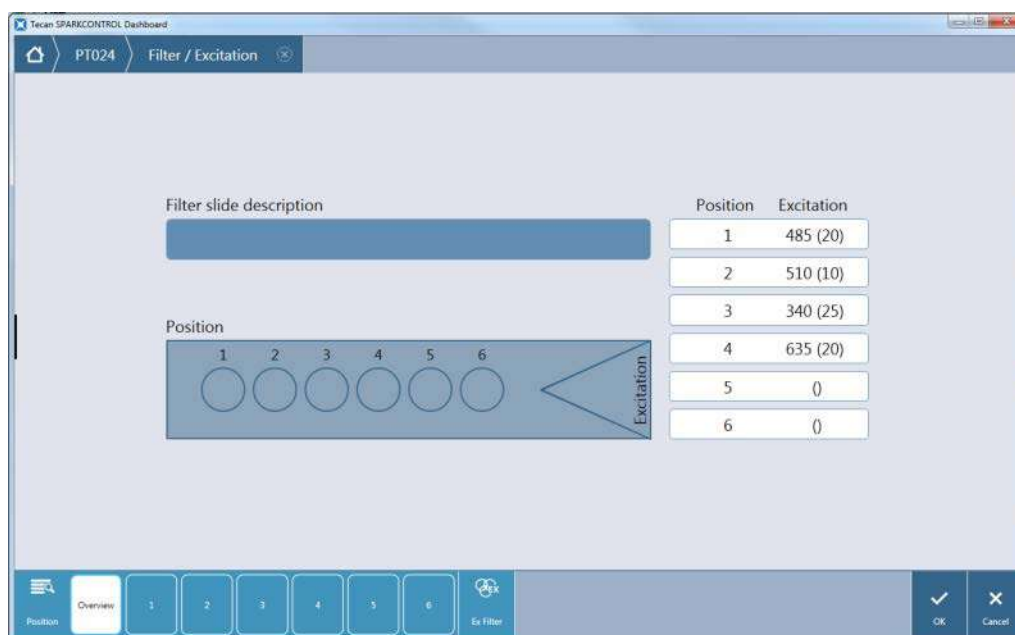 Tecan SPARKCONTROL Dashboard
PT024 Filter / Excitation
Filter slide description
Position Excitation
1 485 (20)
2 510 (10)
3 340 (25)
4 635 (20)
5 ()
6 ()
Position
1 2 3 4 5 6
Excitation
Position
Overview
1 2 3 4 5 6
EX
Ex Filter
OK
Cancel